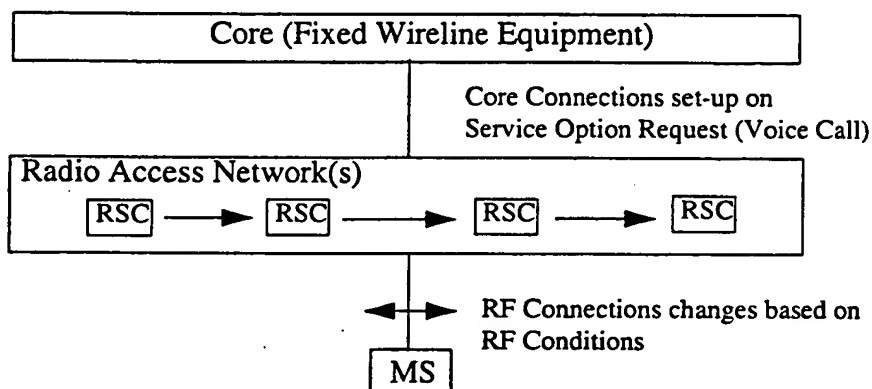 Core (Fixed Wireline Equipment)
Core Connections set-up on
Service Option Request (Voice Call)
Radio Access Network(s)
RSC RSC RSC RSC
RF Connections changes based on
RF Conditions
MS